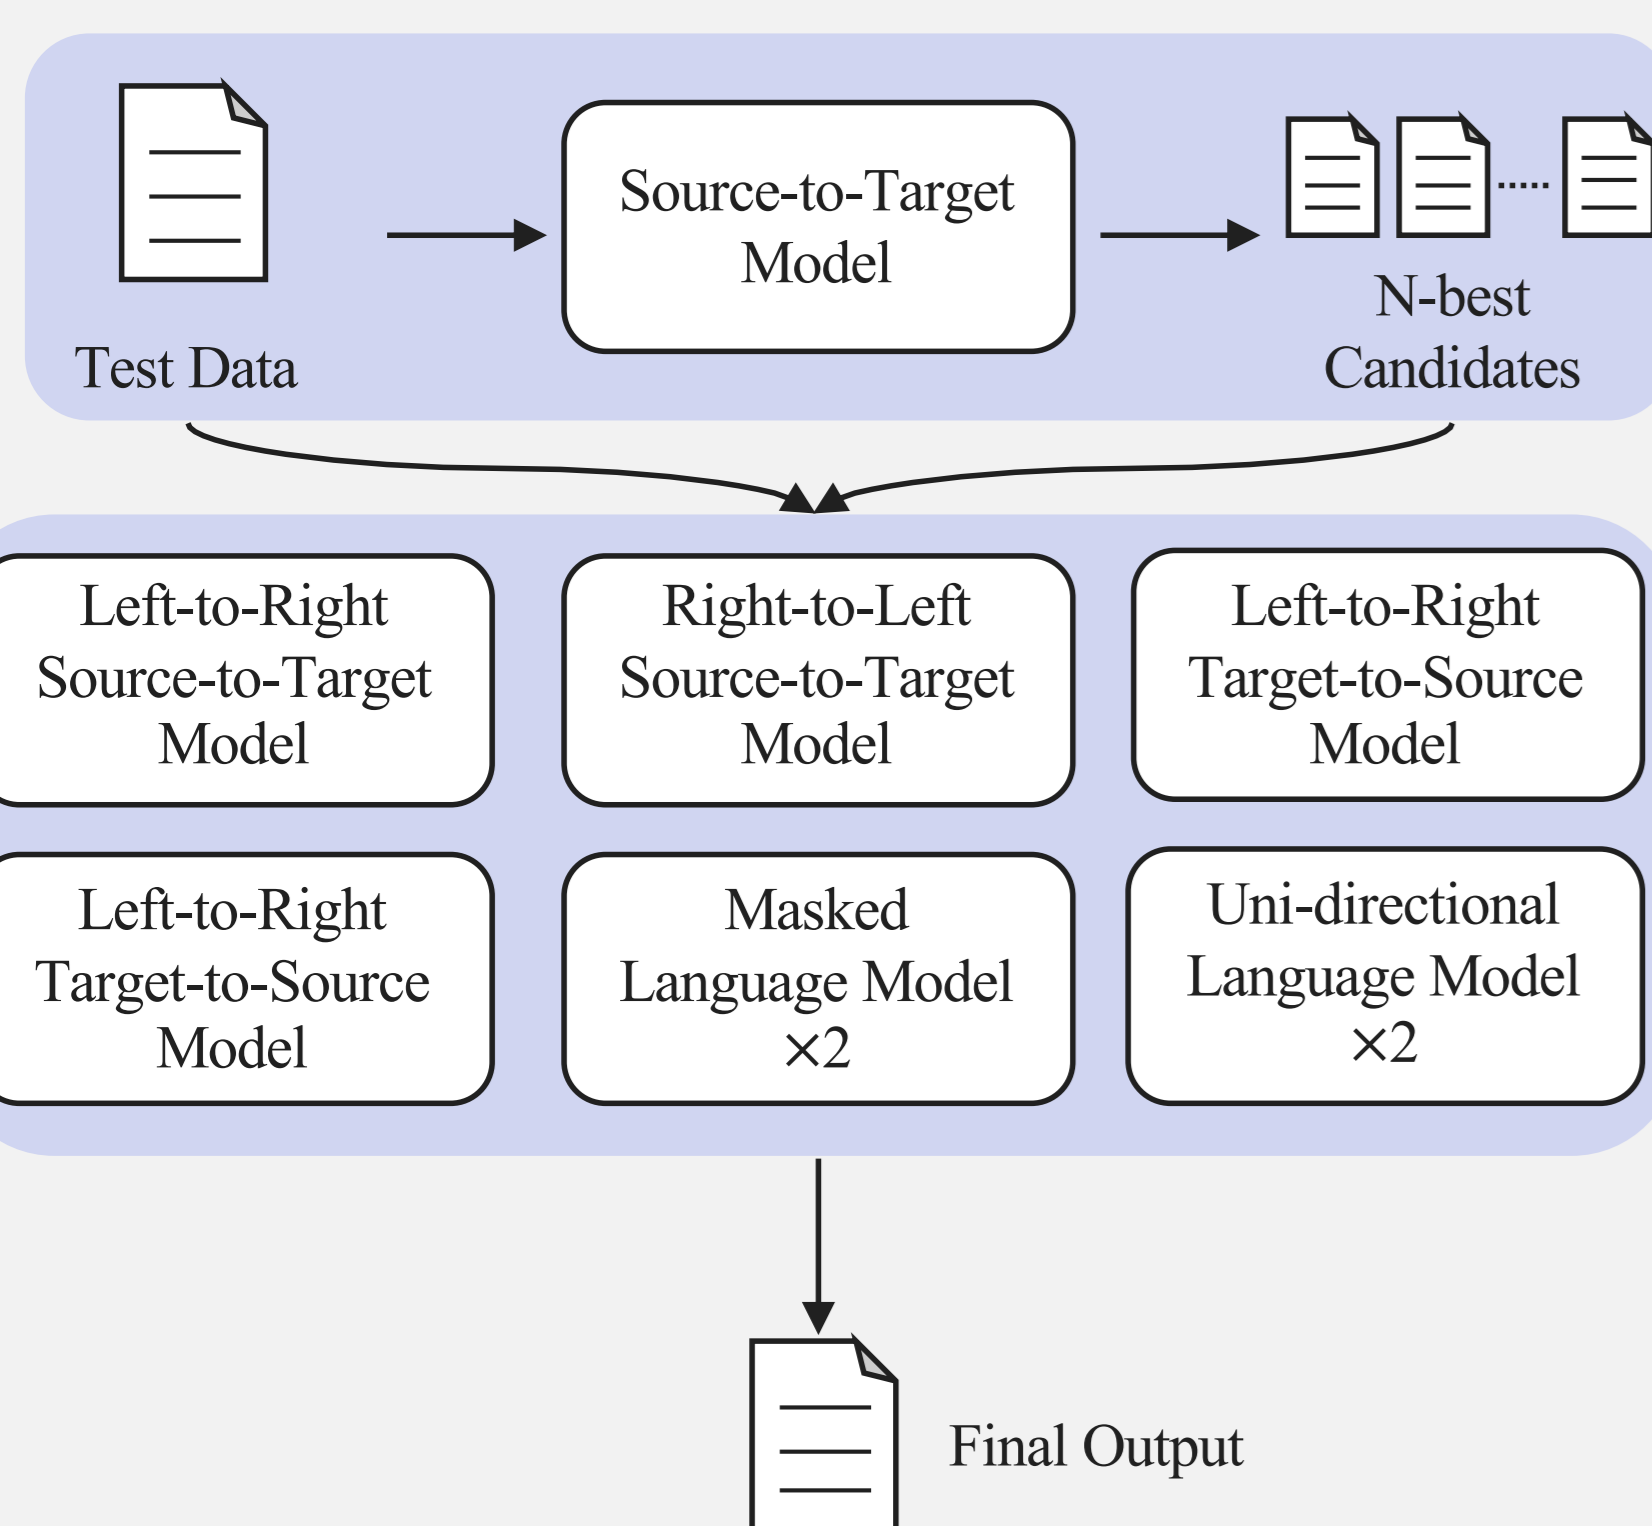 Test Data
Source-to-Target
Model
N-best
Candidates
Left-to-Right
Source-to-Target
Model
Right-to-Left
Source-to-Target
Model
Left-to-Right
Target-to-Source
Model
Left-to-Right
Target-to-Source
Model
Masked
Language Model
×2
Uni-directional
Language Model
×2
Final Output